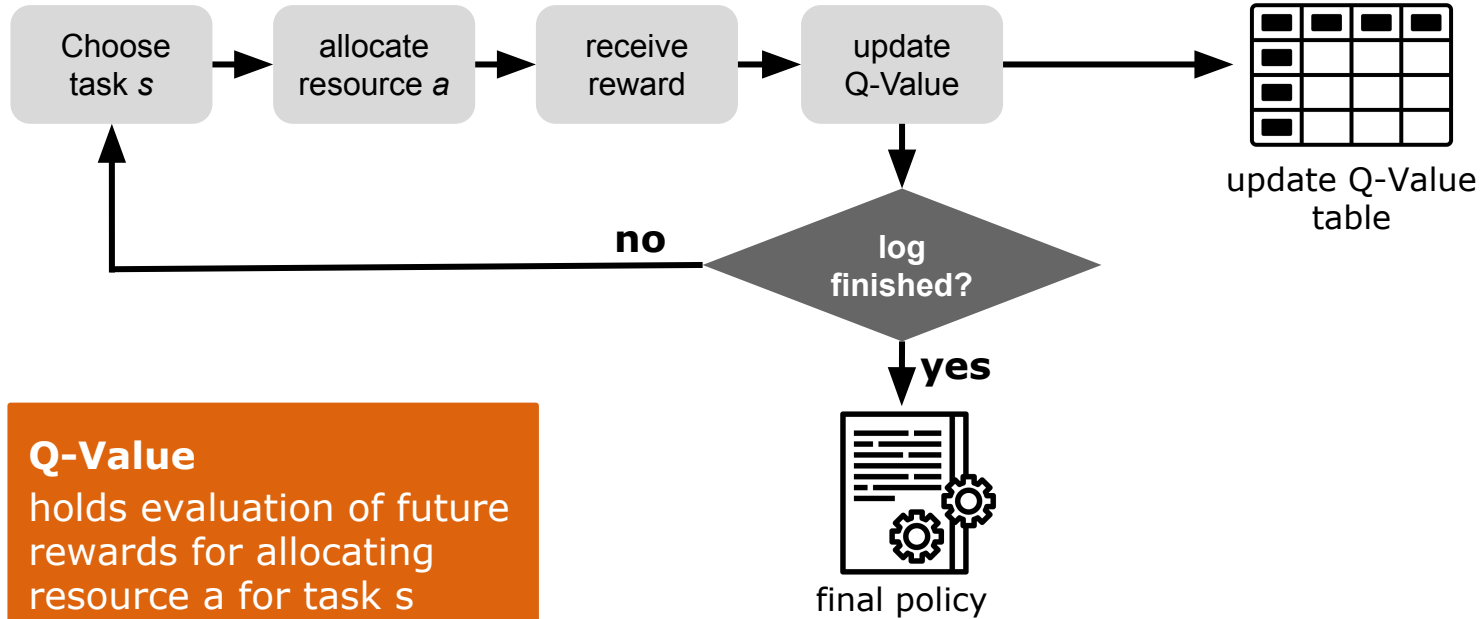 Choose
task s
allocate
resource a
receive
reward
update
Q-Value
update Q-Value
table
no
log
finished?
yes
Q-Value
holds evaluation of future
rewards for allocating
resource a for task s
final policy